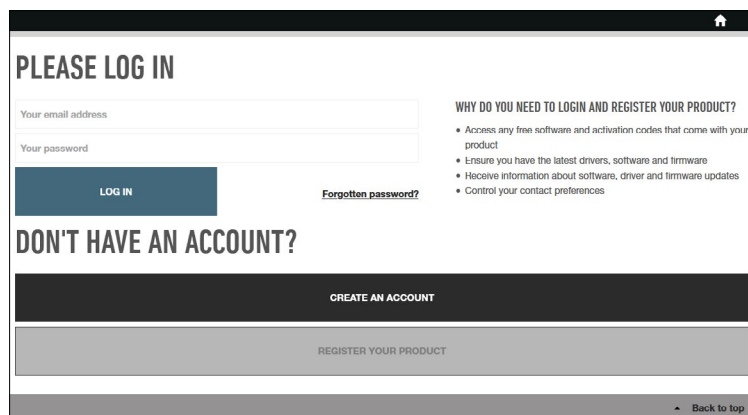 PLEASE LOG IN
Your email address
Your password
LOG IN
Forgotten password?
WHY DO YOU NEED TO LOGIN AND REGISTER YOUR PRODUCT?
• Access any free software and activation codes that come with your
product
• Ensure you have the latest drivers, software and firmware
• Receive information about software, driver and firmware updates
• Control your contact preferences
DON'T HAVE AN ACCOUNT?
CREATE AN ACCOUNT
REGISTER YOUR PRODUCT
Back to top